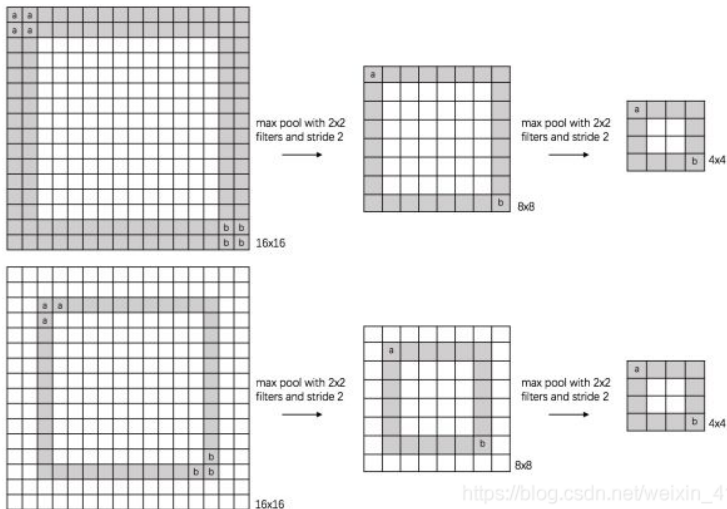 a a
a a
b b
b b
16x16
max pool with 2x2
filters and stride 2
a
b
8x8
max pool with 2x2
filters and stride 2
a
b
4x4
a a
a
b
b b
16x16
max pool with 2x2
filters and stride 2
a
b
8x8
max pool with 2x2
filters and stride 2
a
b
4x4
https://blog.csdn.net/weixin_4